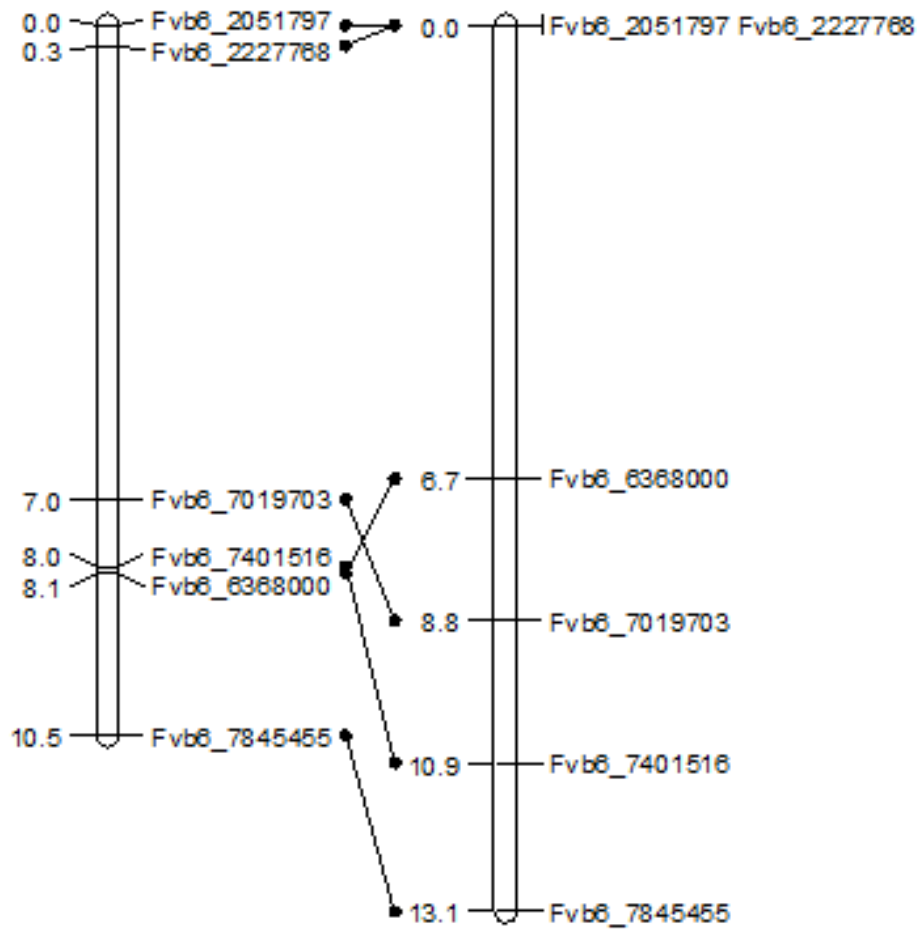 0.0 Fvb6_2051797
0.3 Fvb6_2227768
7.0 Fvb6_7019703
8.0 Fvb6_7401516
8.1 Fvb6_6368000
10.5 Fvb6_7845455
0.0 Fvb6_2051797 Fvb6_2227768
6.7 Fvb6_6368000
8.8 Fvb6_7019703
10.9 Fvb6_7401516
13.1 Fvb6_7845455